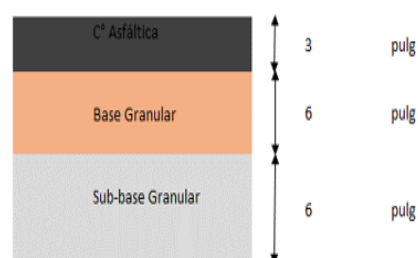 C° Asfáltica 3 pulg
Base Granular 6 pulg
Sub-base Granular 6 pulg